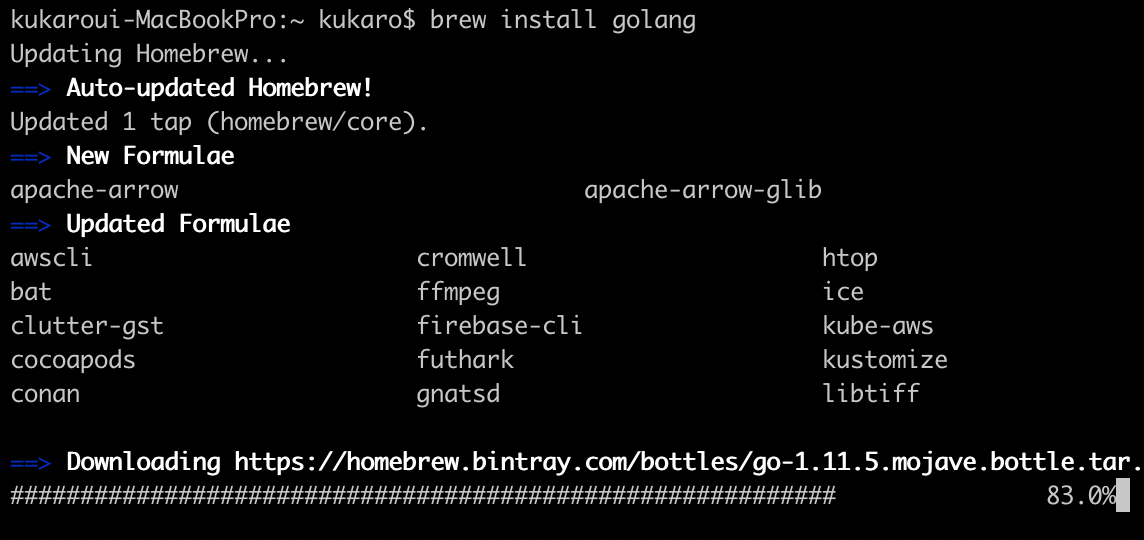 kukaroui-MacBookPro:~ kukaro$ brew install golang
Updating Homebrew...
==> Auto-updated Homebrew!
Updated 1 tap (homebrew/core).
==> New Formulae
apache-arrow apache-arrow-glib
==> Updated Formulae
awscli cromwell htop
bat ffmpeg ice
clutter-gst firebase-cli kube-aws
cocoapods futhark kustomize
conan gnatsd libtiff
==> Downloading https://homebrew.bintray.com/bottles/go-1.11.5.mojave.bottle.tar.
########################################################### 83.0%